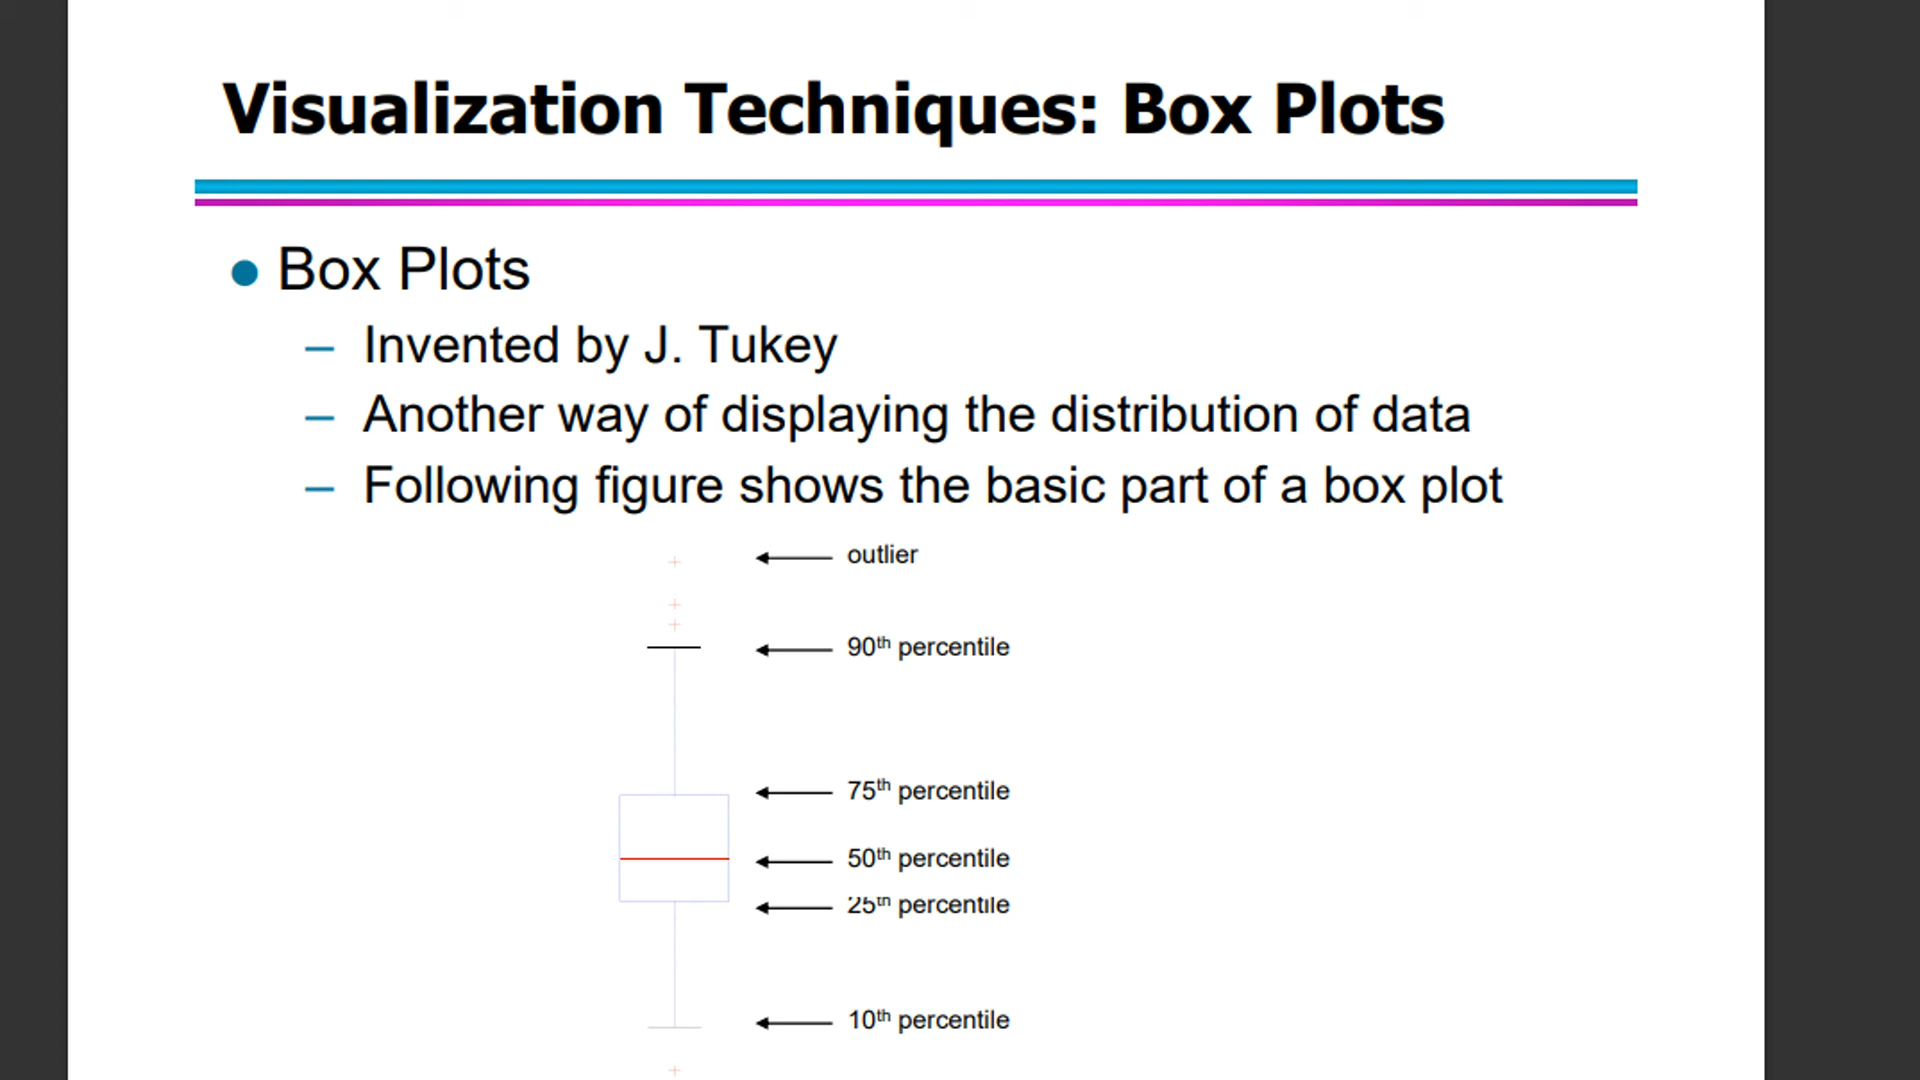 Visualization Techniques: Box Plots
● Box Plots
– Invented by J. Tukey
– Another way of displaying the distribution of data
– Following figure shows the basic part of a box plot
outlier
90th percentile
75th percentile
50th percentile
25th percentile
10th percentile